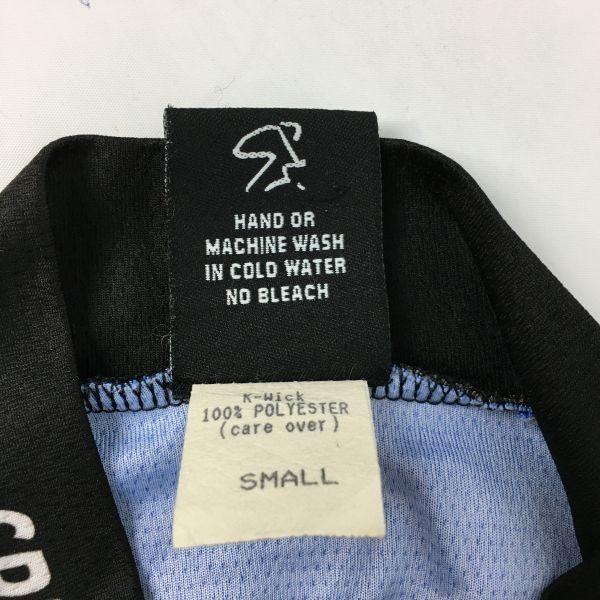 HAND OR
MACHINE WASH
IN COLD WATER
NO BLEACH
K-Wick
100% POLYESTER
(care over)
SMALL